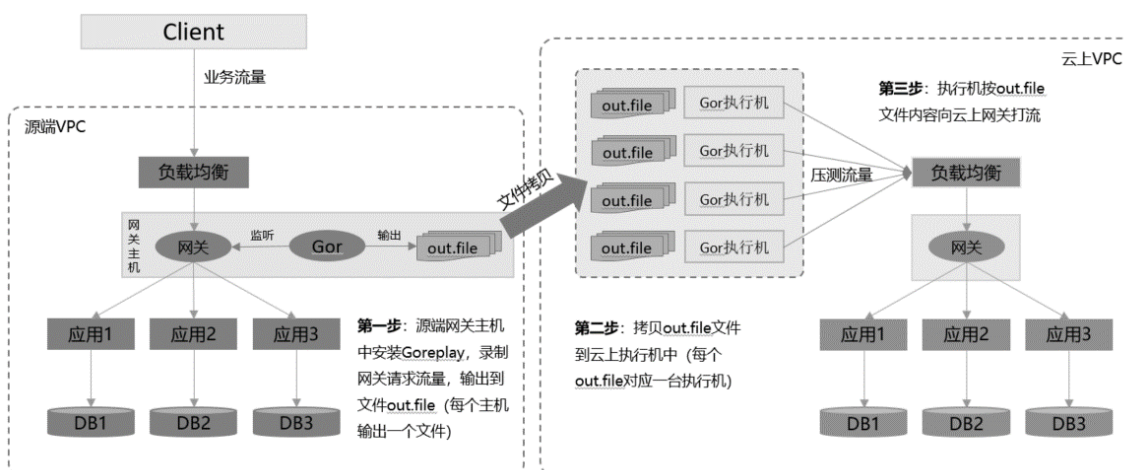 Client
业务流量
源端VPC
负载均衡
网关主机
网关
监听
Gor
输出
out.file
应用1
应用2
应用3
DB1
DB2
DB3
第一步：源端网关主机
中安装Goreplay，录制
网关请求流量，输出到
文件out.file（每个主机
输出一个文件）
文件拷贝
云上VPC
out.file
Gor执行机
out.file
Gor执行机
out.file
Gor执行机
out.file
Gor执行机
压测流量
第三步：执行机按out.file
文件内容向云上网关打流
负载均衡
网关
第二步：拷贝out.file文件
到云上执行机中（每个
out.file对应一台执行机）
应用1
应用2
应用3
DB1
DB2
DB3